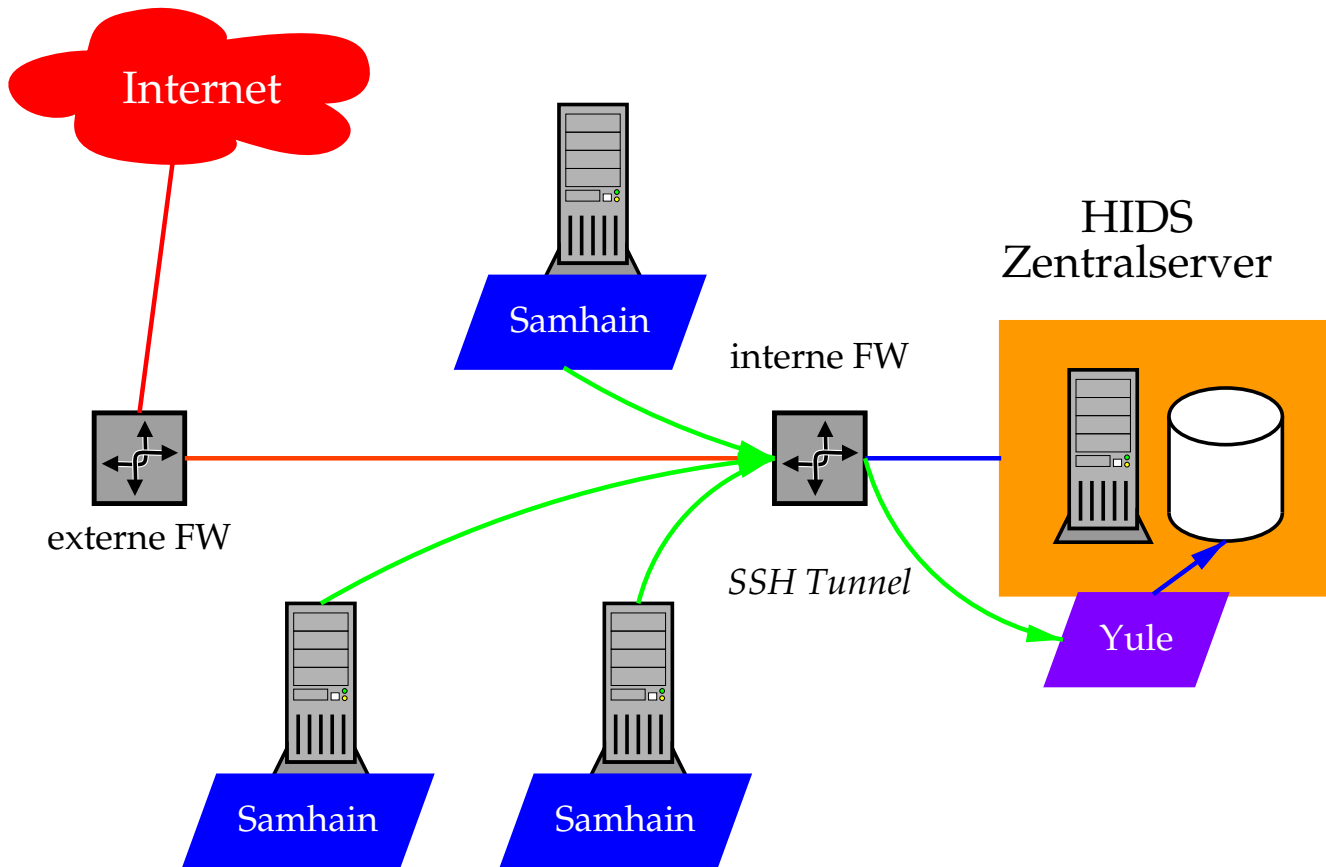 Internet
HIDS
Zentralserver
Samhain
interne FW
externe FW
SSH Tunnel
Yule
Samhain
Samhain